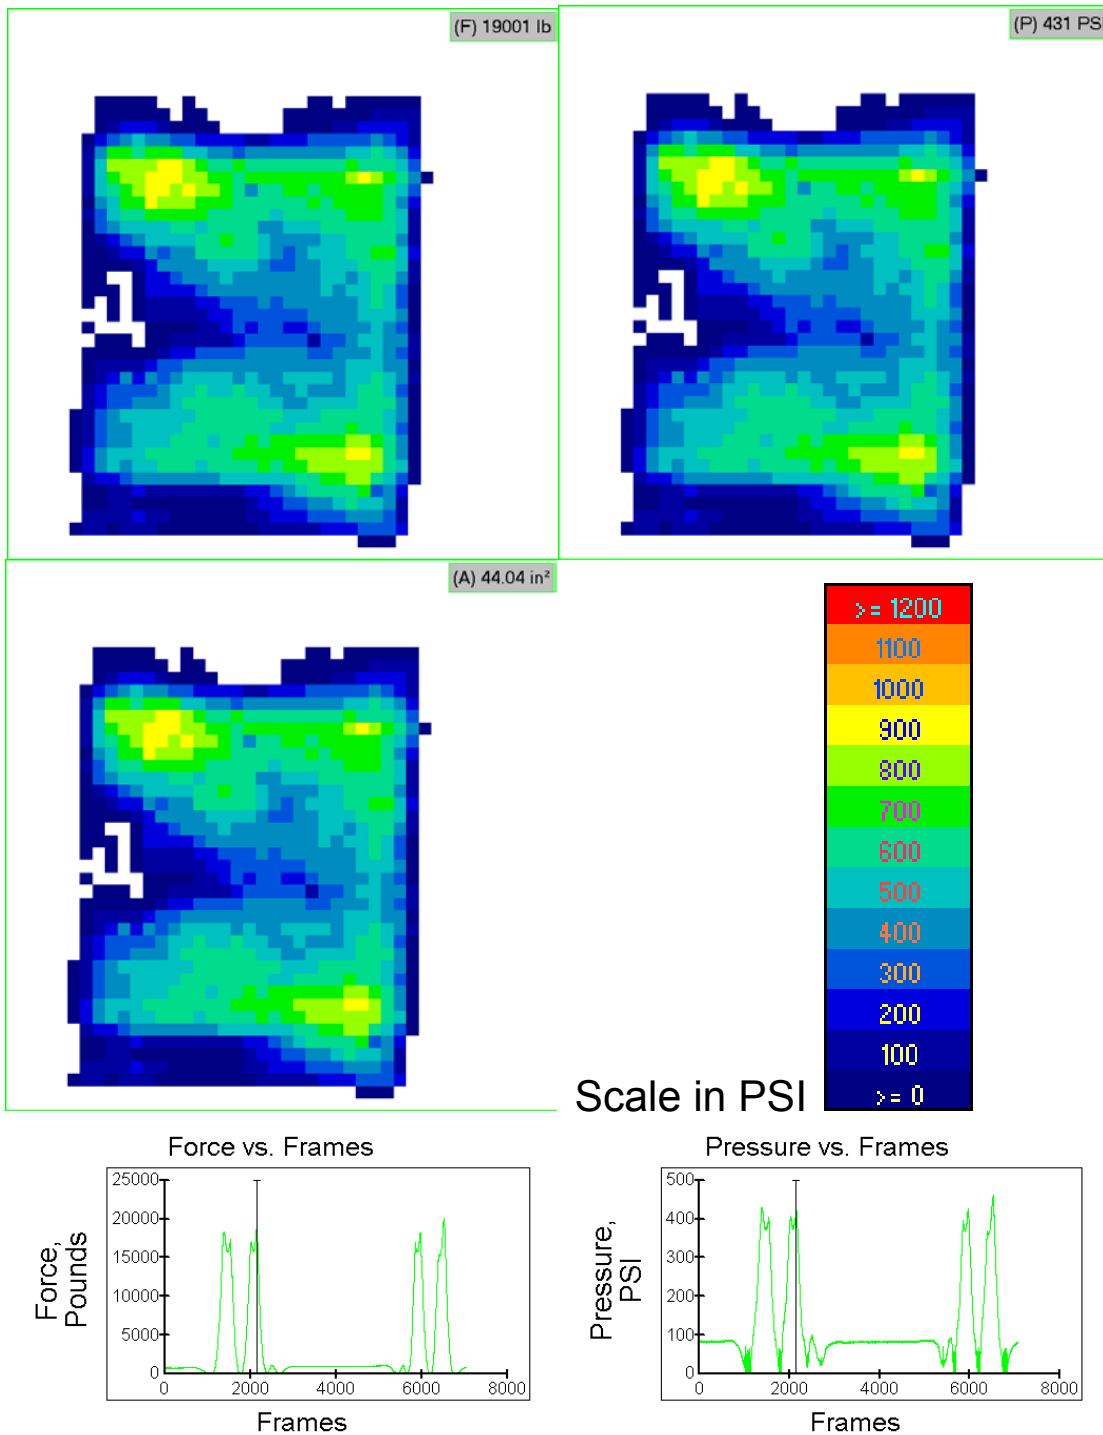 (F) 19001 lb
(P) 431 PS
(A) 44.04 in²
>= 1200
1100
1000
900
800
700
600
500
400
300
200
100
>= 0
Scale in PSI
Force vs. Frames
25000
20000
15000
10000
5000
0
0 2000 4000 6000 8000
Force,
Pounds
Frames
Pressure vs. Frames
500
400
300
200
100
0
0 2000 4000 6000 8000
Pressure,
PSI
Frames